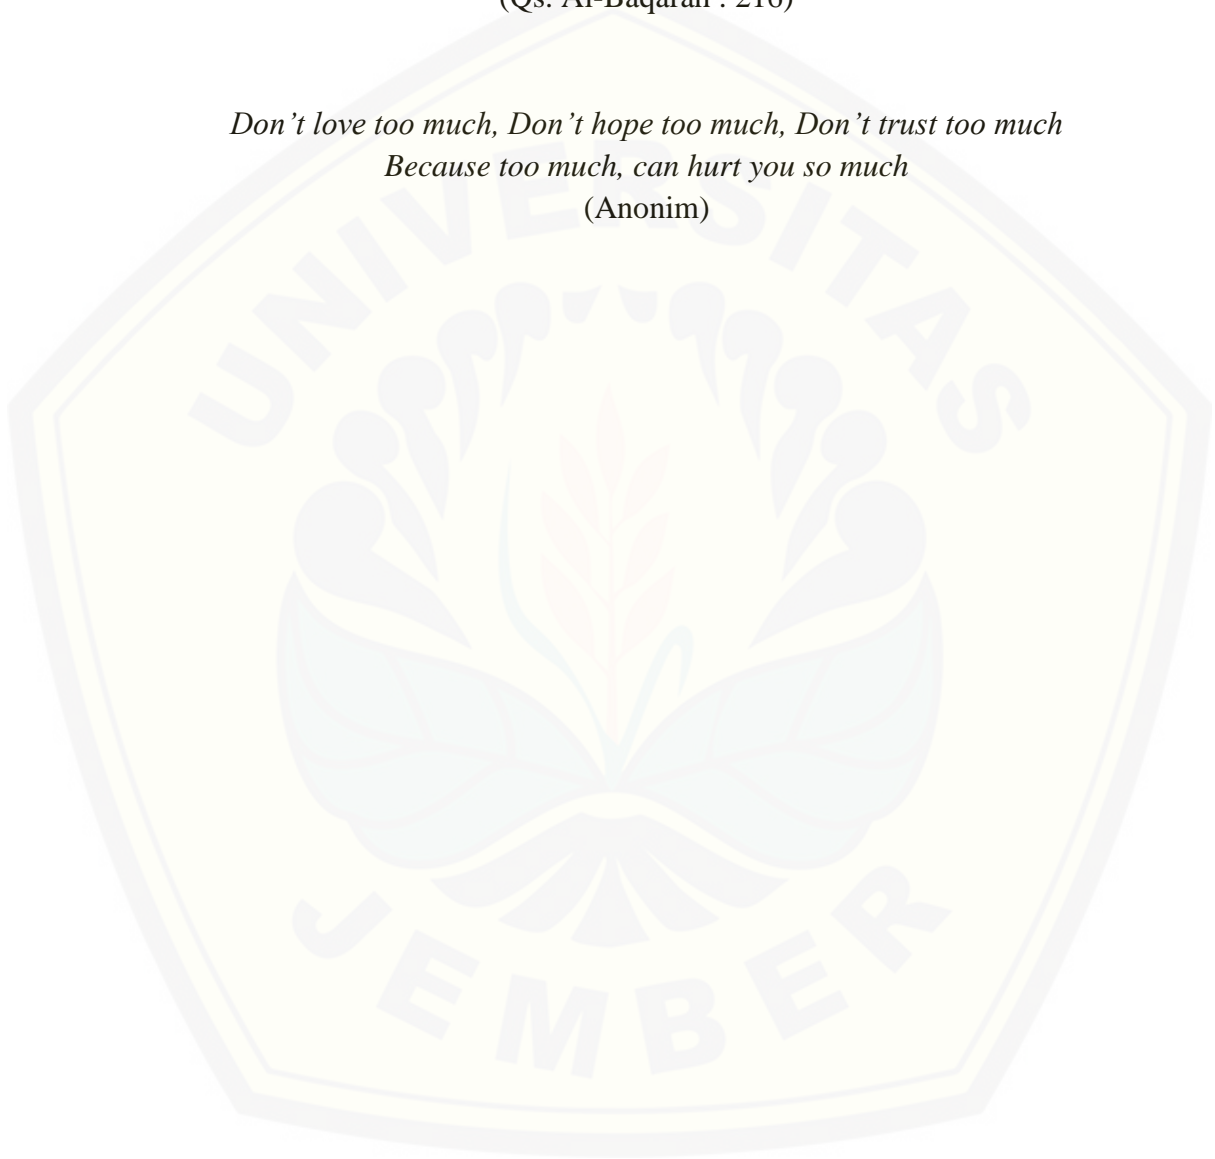 (Qs. Al-Baqarah : 216)
Don’t love too much, Don’t hope too much, Don’t trust too much
Because too much, can hurt you so much
(Anonim)
UNIVERSITAS
JEMBER